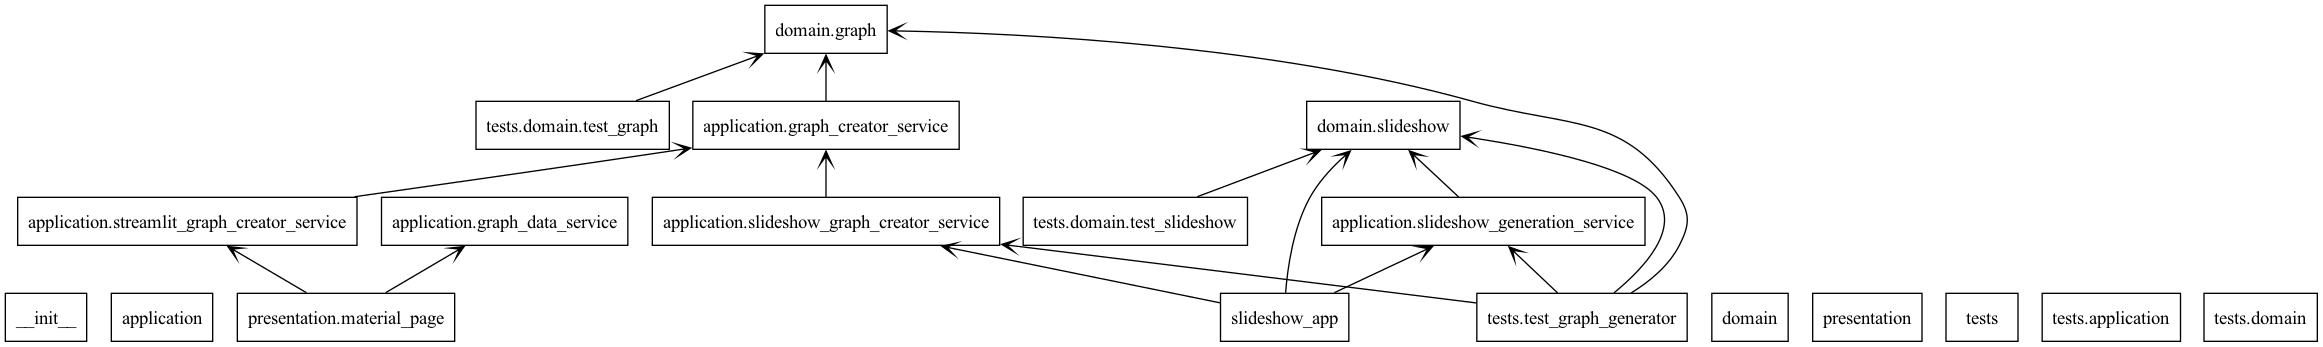 domain.graph
tests.domain.test_graph
application.graph_creator_service
domain.slideshow
application.streamlit_graph_creator_service
application.graph_data_service
application.slideshow_graph_creator_service
tests.domain.test_slideshow
application.slideshow_generation_service
__init__
application
presentation.material_page
slideshow_app
tests.test_graph_generator
domain
presentation
tests
tests.application
tests.domain